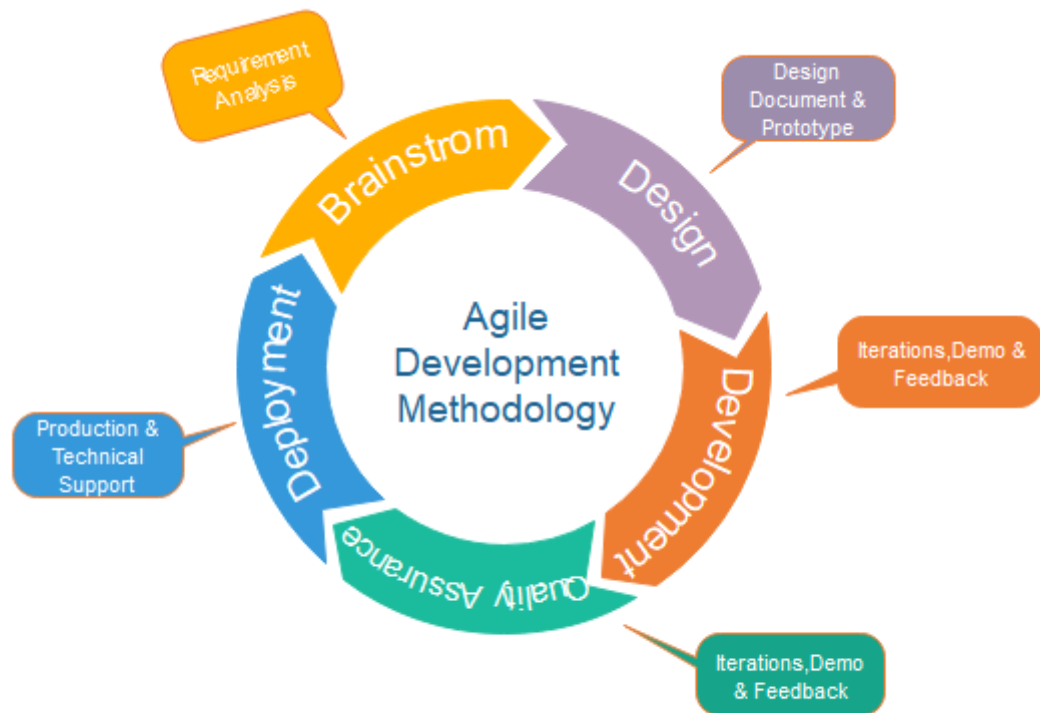 Requirement
Analysis
Brainstrom
Design
Document &
Prototype
Design
Iterations,Demo &
Feedback
Development
Iterations,Demo
& Feedback
Quality Assurance
Production &
Technical
Support
Deployment
Agile
Development
Methodology